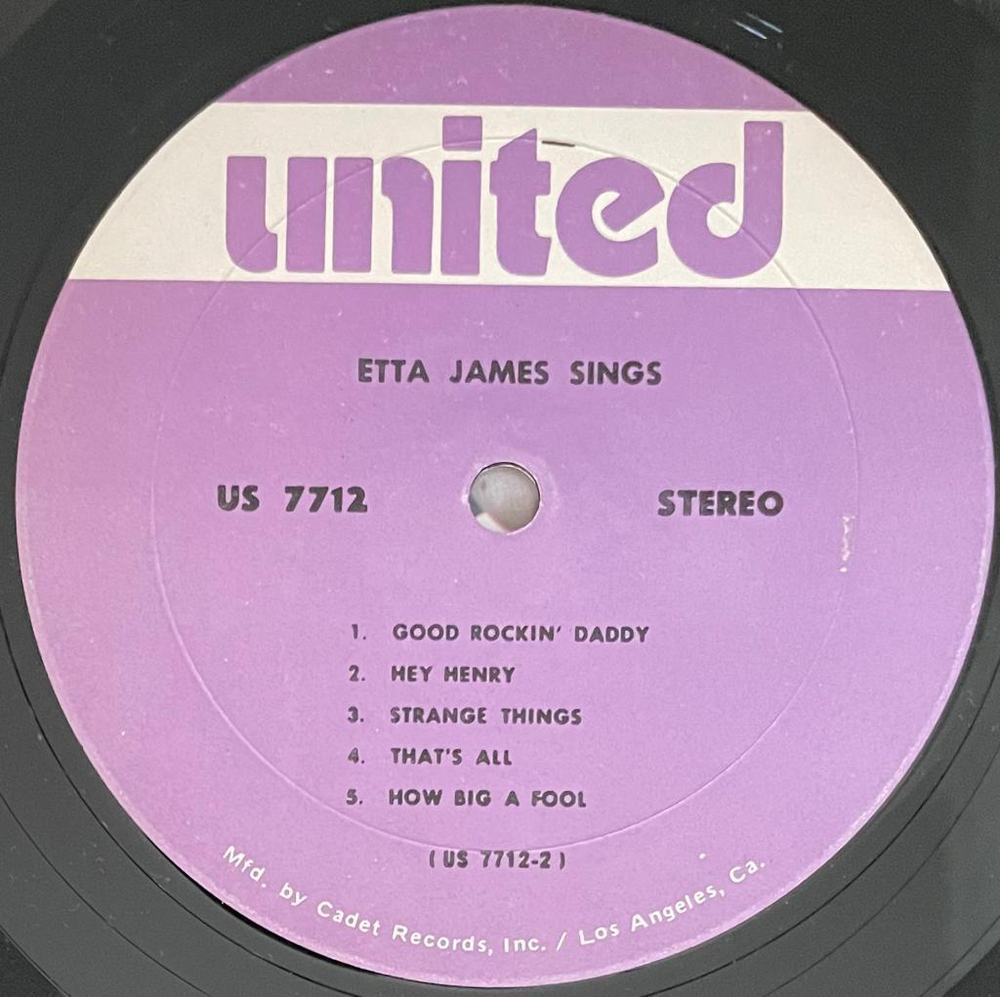 united
ETTA JAMES SINGS
US 7712
STEREO
1. GOOD ROCKIN' DADDY
2. HEY HENRY
3. STRANGE THINGS
4. THAT'S ALL
5. HOW BIG A FOOL
(US 7712-2)
Mfd. by Cadet Records, Inc. / Los Angeles, Ca.